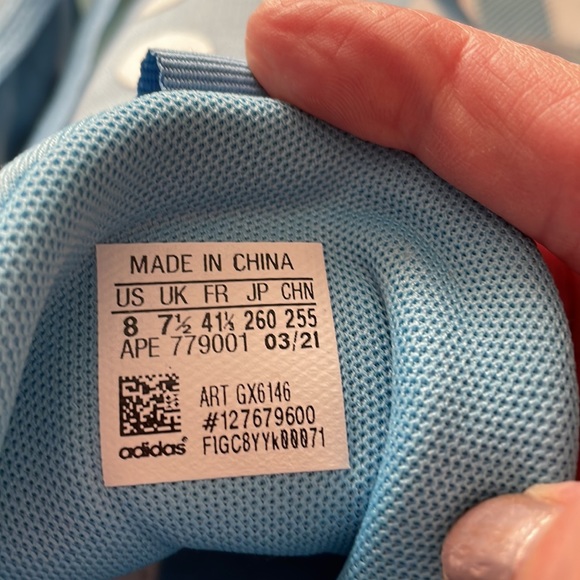 MADE IN CHINA
US UK FR JP CHN
8 7½ 41⅓ 260 255
APE 779001 03/21
ART GX6146
#127679600
adidas® F1GC8YYk00071